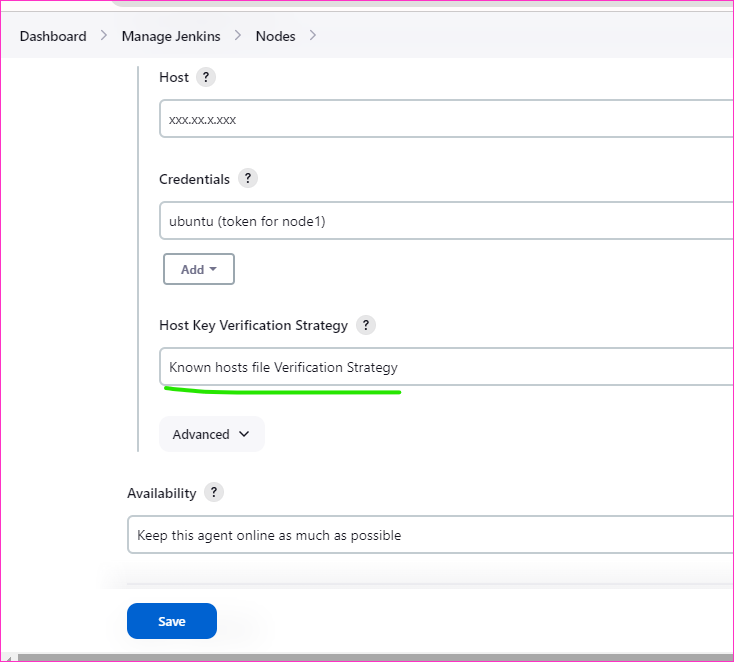 Dashboard > Manage Jenkins > Nodes >
Host ?
xxx.xx.x.xxx
Credentials ?
ubuntu (token for node1)
Add
Host Key Verification Strategy ?
Known hosts file Verification Strategy
Advanced
Availability ?
Keep this agent online as much as possible
Save